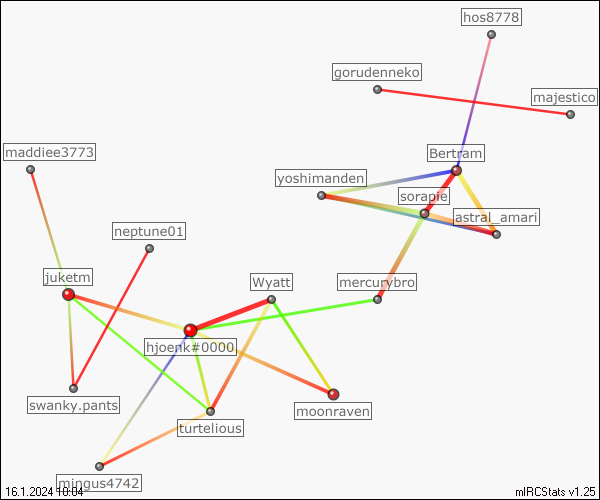 hos8778
gorudenneko
majestico
maddiee3773
Bertram
yoshimanden
sorapie
astral_amari
neptune01
juketm
Wyatt
mercurybro
hjoenk#0000
swanky.pants
moonraven
turtelious
mingus4742
16.1.2024 10:04
mIRCStats v1.25